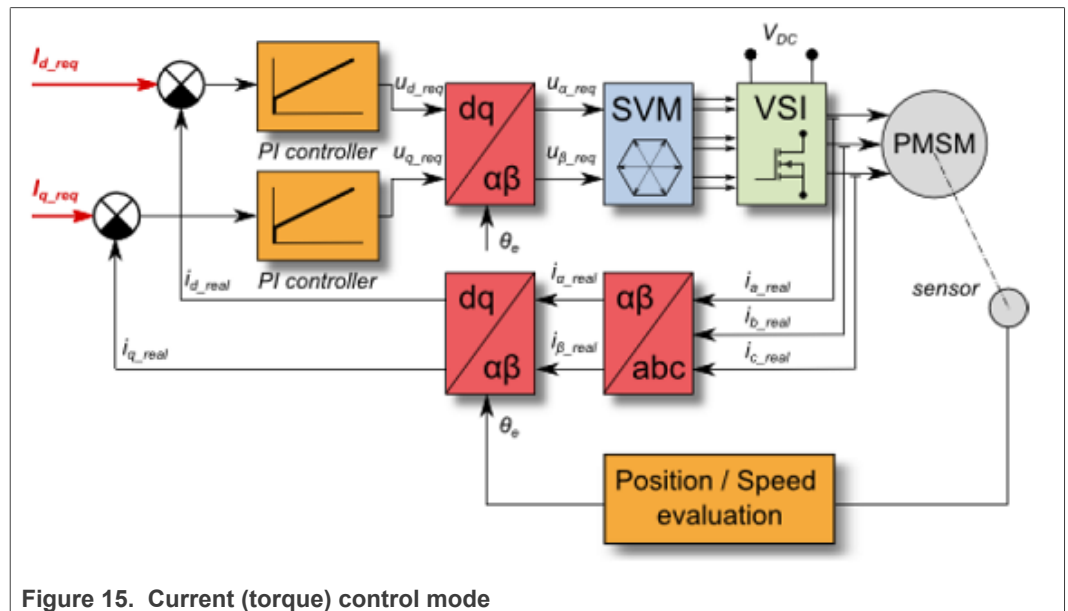 V_DC
I_d_req
u_d_req
u_α_req
dq
SVM
VSI
PMSM
PI controller
u_q_req
u_β_req
I_q_req
αβ
θ_e
PI controller
i_d_real
dq
i_α_real
αβ
i_a_real
sensor
i_b_real
i_q_real
i_β_real
i_c_real
αβ
abc
θ_e
Position / Speed
evaluation
Figure 15. Current (torque) control mode